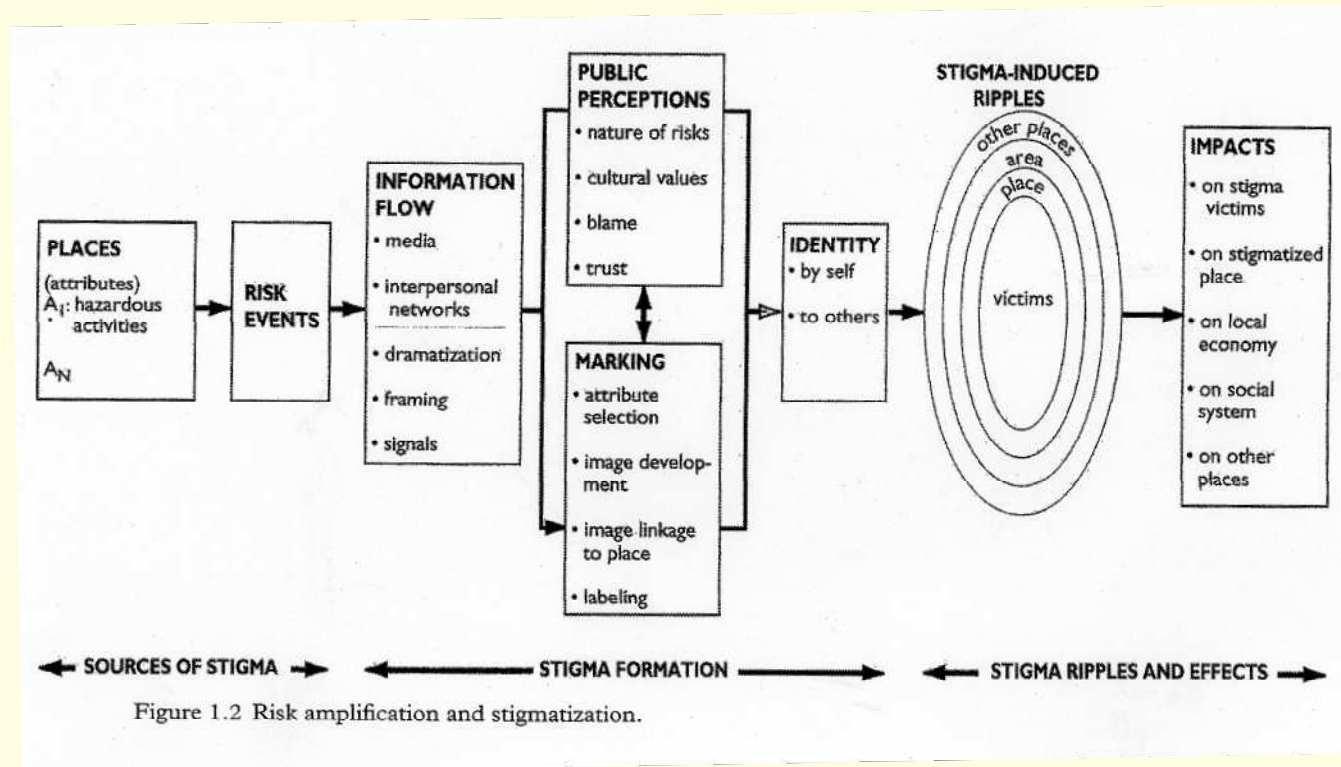 PLACES
(attributes)
A1: hazardous
activities
AN
RISK
EVENTS
INFORMATION
FLOW
• media
• interpersonal
networks
• dramatization
• framing
• signals
PUBLIC
PERCEPTIONS
• nature of risks
• cultural values
• blame
• trust
MARKING
• attribute
selection
• image develop-
ment
• image linkage
to place
• labeling
IDENTITY
• by self
• to others
STIGMA-INDUCED
RIPPLES
other places
area
place
victims
IMPACTS
• on stigma
victims
• on stigmatized
place
• on local
economy
• on social
system
• on other
places
SOURCES OF STIGMA
STIGMA FORMATION
STIGMA RIPPLES AND EFFECTS
Figure 1.2 Risk amplification and stigmatization.